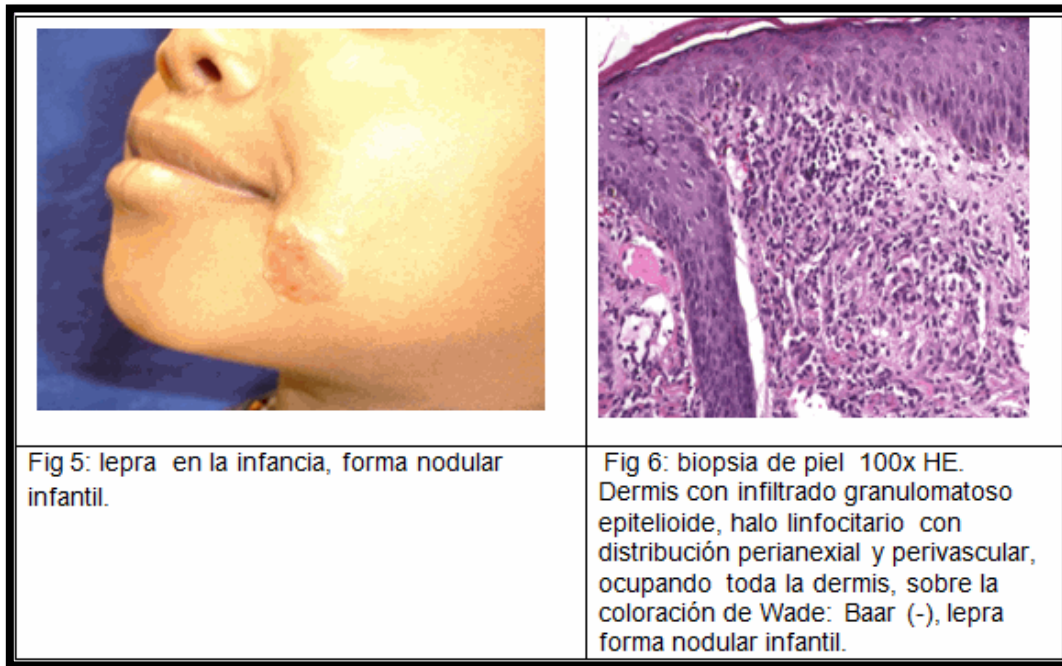 Fig 5: lepra en la infancia, forma nodular
infantil.
Fig 6: biopsia de piel 100x HE.
Dermis con infiltrado granulomatoso
epitelioide, halo linfocitario con
distribución perianexial y perivascular,
ocupando toda la dermis, sobre la
coloración de Wade: Baar (-), lepra
forma nodular infantil.